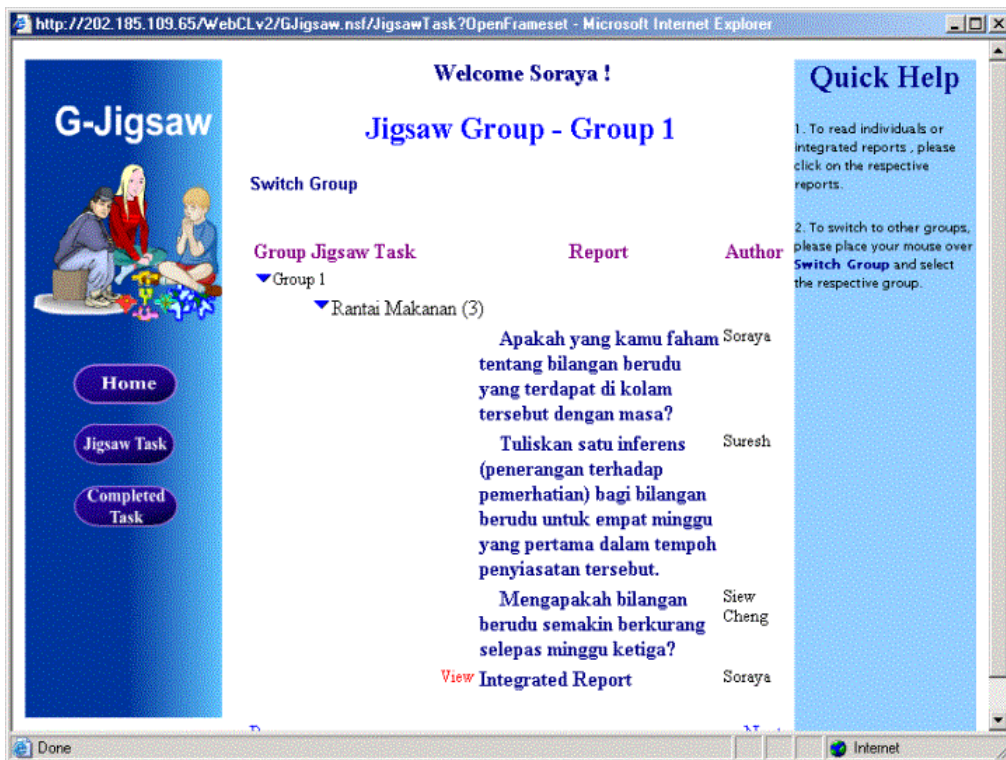 http://202.185.109.65/WebCLv2/GJigsaw.nsf/JigsawTask?OpenFrameset - Microsoft Internet Explorer
G-Jigsaw
Home
Jigsaw Task
Completed
Task
Welcome Soraya !
Jigsaw Group - Group 1
Switch Group
Group Jigsaw Task Report Author
Group 1
Rantai Makanan (3)
Apakah yang kamu faham Soraya
tentang bilangan berudu
yang terdapat di kolam
tersebut dengan masa?
Tuliskan satu inferens Suresh
(penerangan terhadap
pemerhatian) bagi bilangan
berudu untuk empat minggu
yang pertama dalam tempoh
penyiasatan tersebut.
Mengapakah bilangan Siew
berudu semakin berkurang Cheng
selepas minggu ketiga?
View Integrated Report Soraya
Quick Help
1. To read individuals or
integrated reports , please
click on the respective
reports.
2. To switch to other groups,
please place your mouse over
Switch Group and select
the respective group.
Done Internet